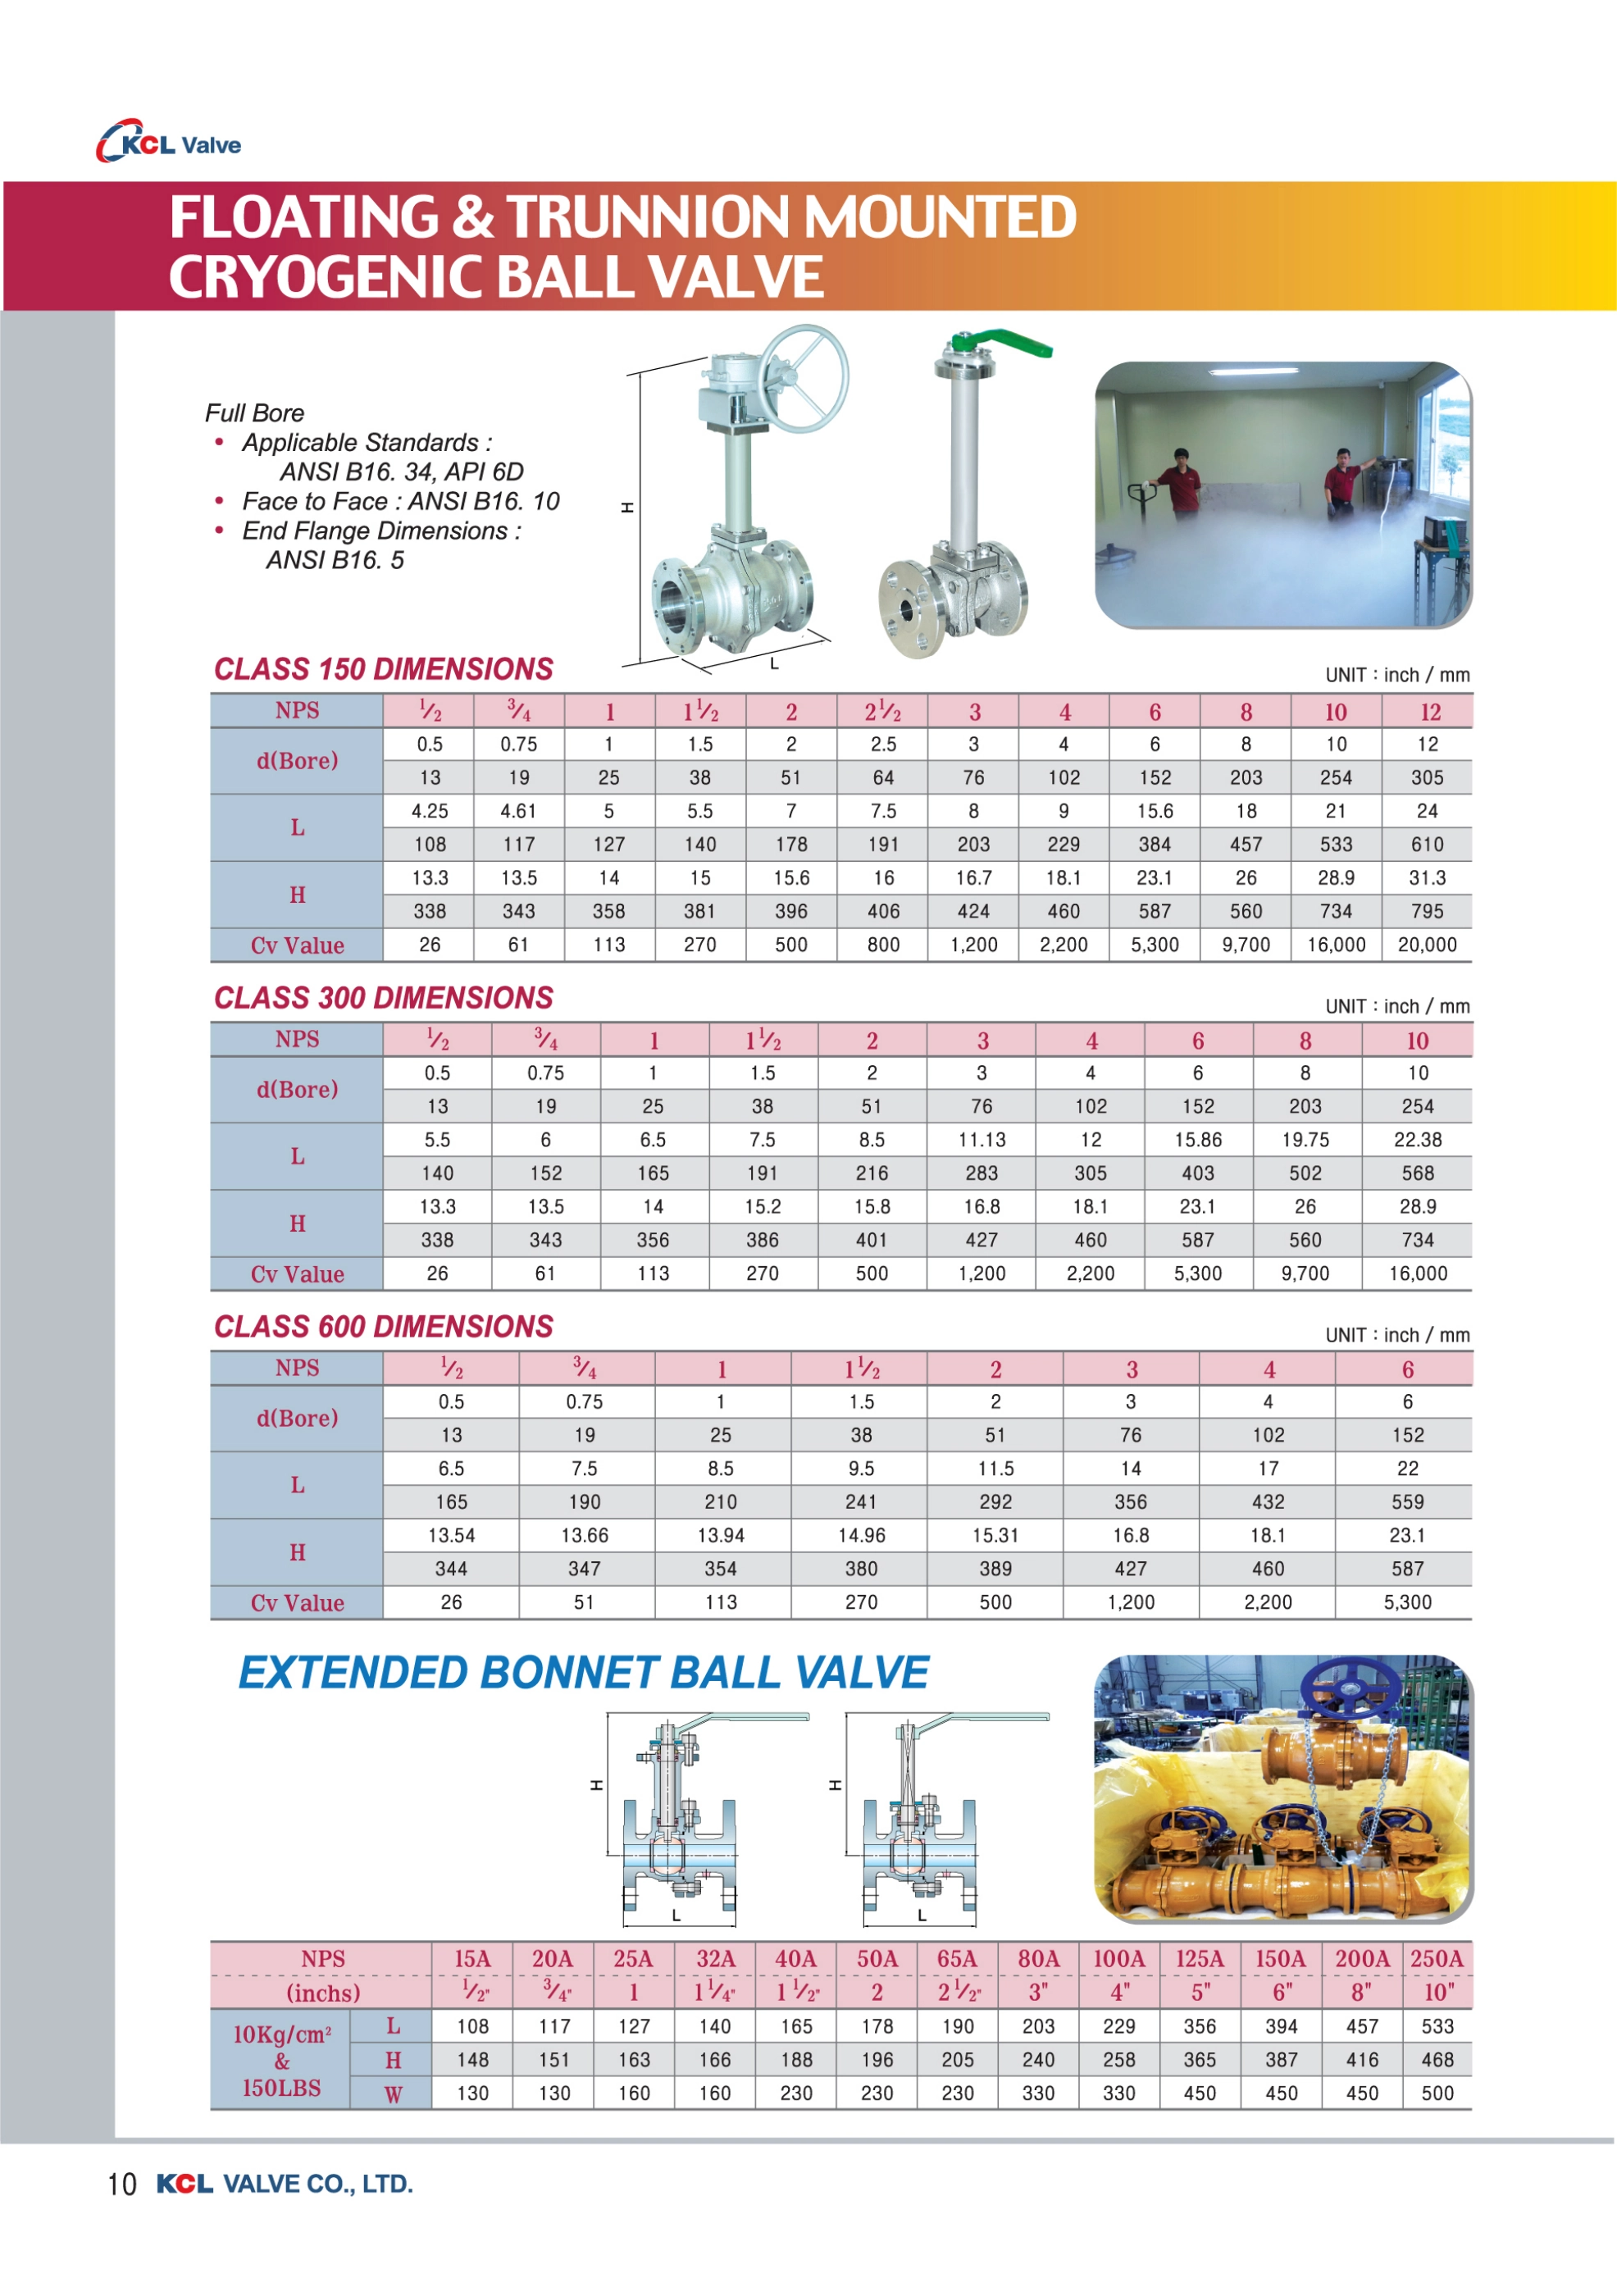 KCL Valve
FLOATING & TRUNNION MOUNTED
CRYOGENIC BALL VALVE
Full Bore
• Applicable Standards :
ANSI B16. 34, API 6D
• Face to Face : ANSI B16. 10
• End Flange Dimensions :
ANSI B16. 5
H
L
CLASS 150 DIMENSIONS
UNIT : inch / mm
NPS 1/2 3/4 1 1 1/2 2 2 1/2 3 4 6 8 10 12
d(Bore)
0.5 0.75 1 1.5 2 2.5 3 4 6 8 10 12
13 19 25 38 51 64 76 102 152 203 254 305
L
4.25 4.61 5 5.5 7 7.5 8 9 15.6 18 21 24
108 117 127 140 178 191 203 229 384 457 533 610
H
13.3 13.5 14 15 15.6 16 16.7 18.1 23.1 26 28.9 31.3
338 343 358 381 396 406 424 460 587 560 734 795
Cv Value 26 61 113 270 500 800 1,200 2,200 5,300 9,700 16,000 20,000
CLASS 300 DIMENSIONS
UNIT : inch / mm
NPS 1/2 3/4 1 1 1/2 2 3 4 6 8 10
d(Bore)
0.5 0.75 1 1.5 2 3 4 6 8 10
13 19 25 38 51 76 102 152 203 254
L
5.5 6 6.5 7.5 8.5 11.13 12 15.86 19.75 22.38
140 152 165 191 216 283 305 403 502 568
H
13.3 13.5 14 15.2 15.8 16.8 18.1 23.1 26 28.9
338 343 356 386 401 427 460 587 560 734
Cv Value 26 61 113 270 500 1,200 2,200 5,300 9,700 16,000
CLASS 600 DIMENSIONS
UNIT : inch / mm
NPS 1/2 3/4 1 1 1/2 2 3 4 6
d(Bore)
0.5 0.75 1 1.5 2 3 4 6
13 19 25 38 51 76 102 152
L
6.5 7.5 8.5 9.5 11.5 14 17 22
165 190 210 241 292 356 432 559
H
13.54 13.66 13.94 14.96 15.31 16.8 18.1 23.1
344 347 354 380 389 427 460 587
Cv Value 26 51 113 270 500 1,200 2,200 5,300
EXTENDED BONNET BALL VALVE
H
L
H
L
NPS 15A 20A 25A 32A 40A 50A 65A 80A 100A 125A 150A 200A 250A
(inchs) 1/2" 3/4" 1 1 1/4" 1 1/2" 2 2 1/2" 3" 4" 5" 6" 8" 10"
10Kg/cm²
&
150LBS
L 108 117 127 140 165 178 190 203 229 356 394 457 533
H 148 151 163 166 188 196 205 240 258 365 387 416 468
W 130 130 160 160 230 230 230 330 330 450 450 450 500
10 KCL VALVE CO., LTD.